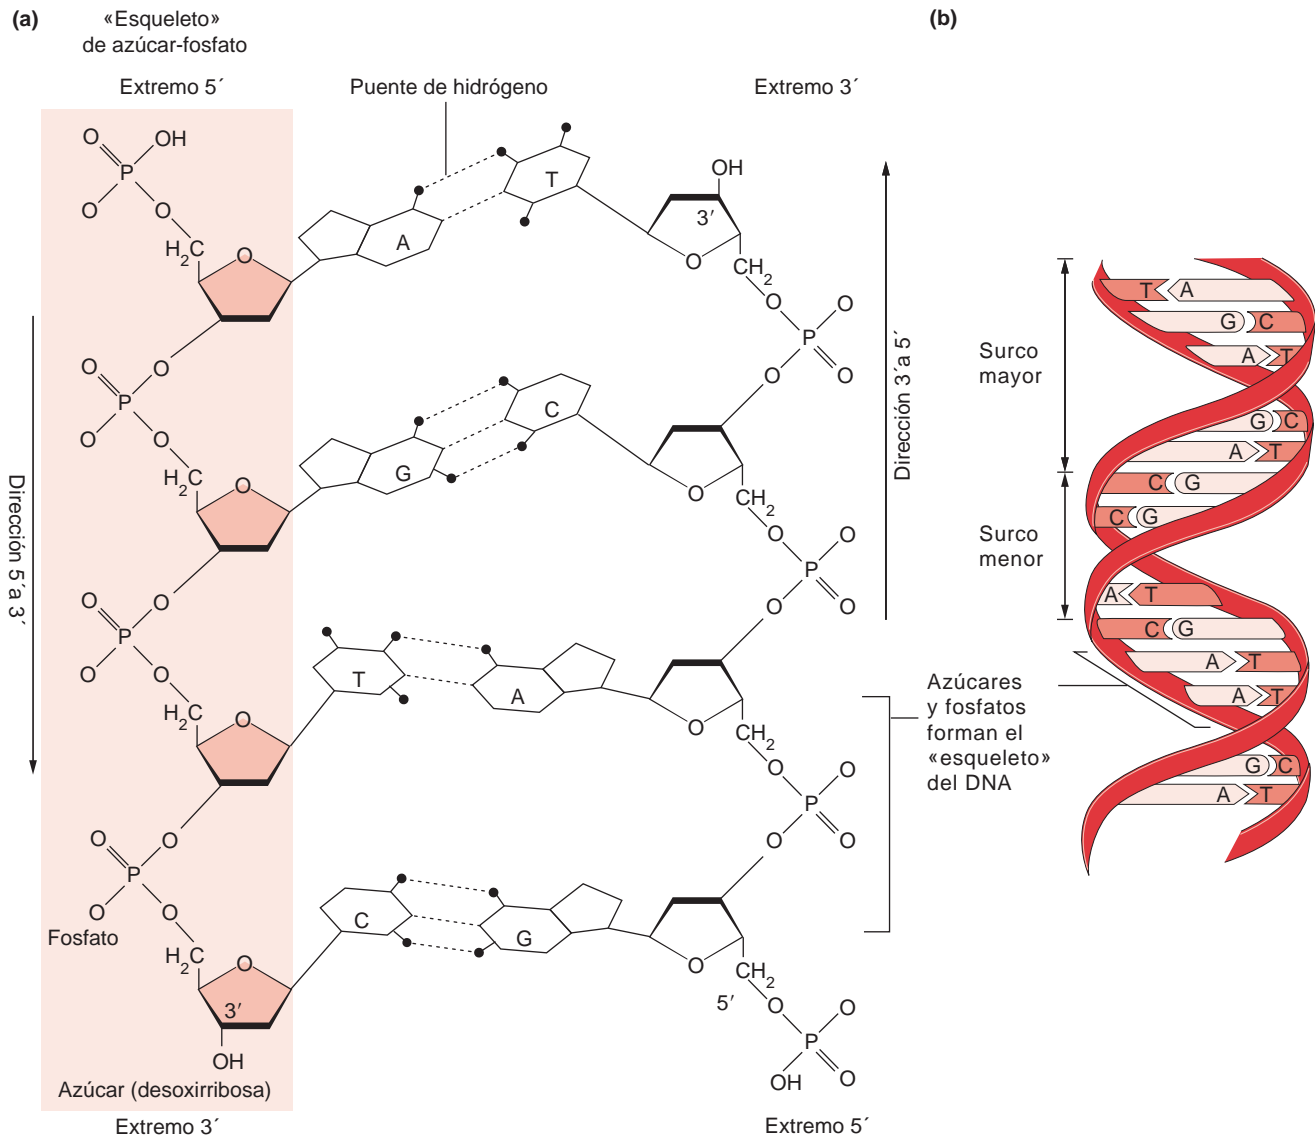 (a)
«Esqueleto»
de azúcar-fosfato
Extremo 5´
Puente de hidrógeno
Extremo 3´
O
OH
P
O
O
H2C
O
A
T
OH
3′
O
CH2
O
O
P
O
O
O
O
P
O
O
H2C
O
G
C
O
CH2
O
O
P
O
O
O
O
P
O
O
H2C
O
T
A
O
CH2
O
O
P
O
O
O
O
P
O
O
Fosfato
H2C
O
3′
OH
C
G
O
5′
CH2
O
O
P
O
OH
Azúcar (desoxirribosa)
Extremo 3´
Extremo 5´
Dirección 5´a 3´
Dirección 3´a 5´
(b)
T A
G C
A T
G C
A T
C G
C G
A T
C G
A T
A T
G C
A T
Surco
mayor
Surco
menor
Azúcares
y fosfatos
forman el
«esqueleto»
del DNA